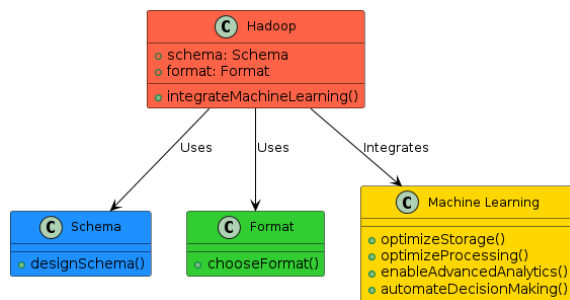 C Hadoop
schema: Schema
format: Format
integrateMachineLearning()
Uses
Uses
Integrates
C Schema
designSchema()
C Format
chooseFormat()
C Machine Learning
optimizeStorage()
optimizeProcessing()
enableAdvancedAnalytics()
automateDecisionMaking()